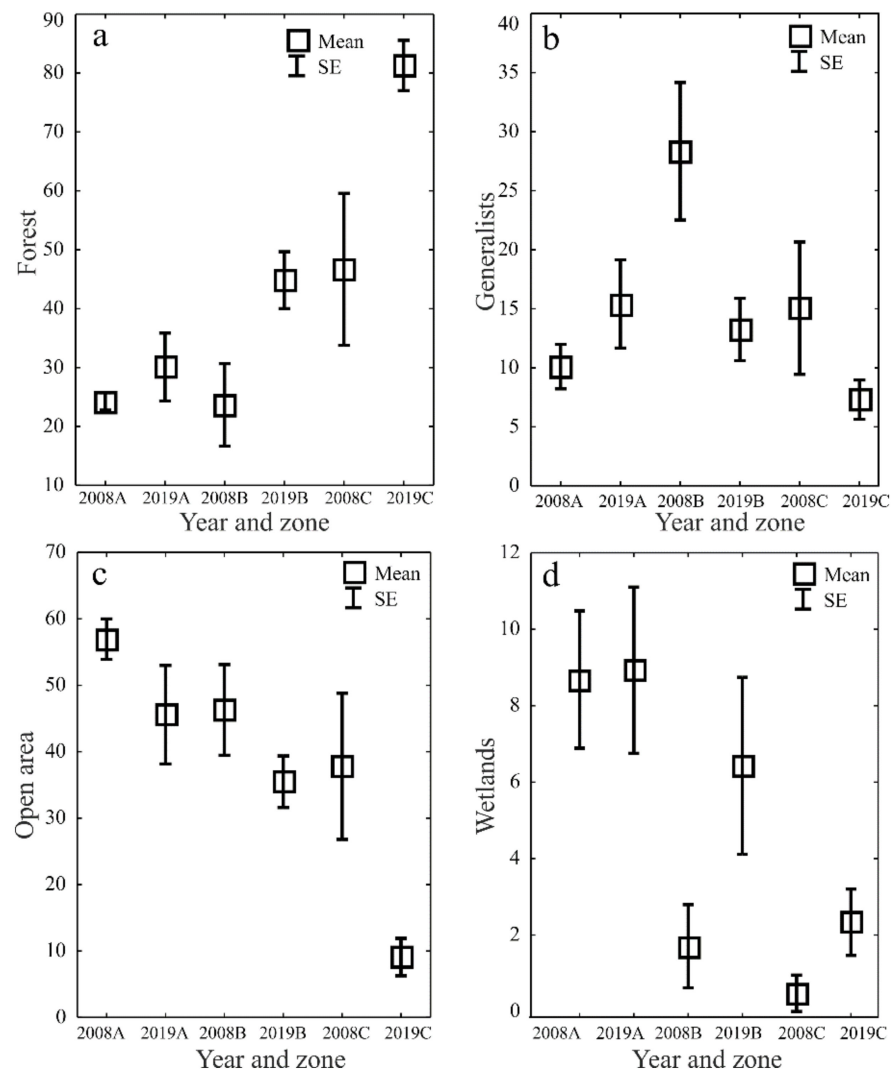 a
Mean
SE
90
80
70
60
50
40
30
20
10
Forest
2008A 2019A 2008B 2019B 2008C 2019C
Year and zone
b
Mean
SE
40
35
30
25
20
15
10
5
0
Generalists
2008A 2019A 2008B 2019B 2008C 2019C
Year and zone
c
Mean
SE
70
60
50
40
30
20
10
0
Open area
2008A 2019A 2008B 2019B 2008C 2019C
Year and zone
d
Mean
SE
12
10
8
6
4
2
0
Wetlands
2008A 2019A 2008B 2019B 2008C 2019C
Year and zone